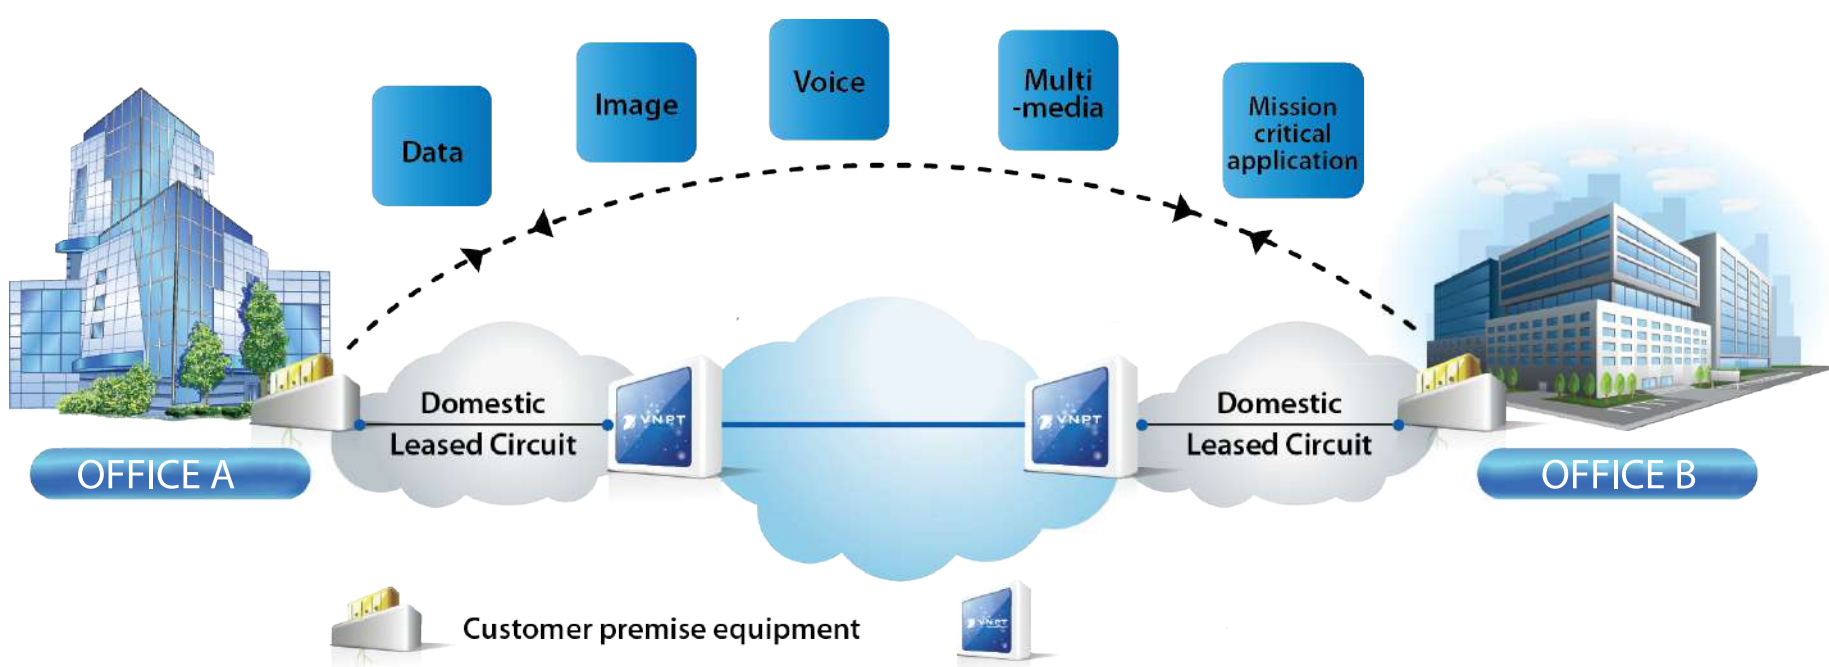 Data
Image
Voice
Multi
-media
Mission
critical
application
Domestic
Leased Circuit
VNPT
VNPT
Domestic
Leased Circuit
OFFICE A
OFFICE B
Customer premise equipment
VNPT